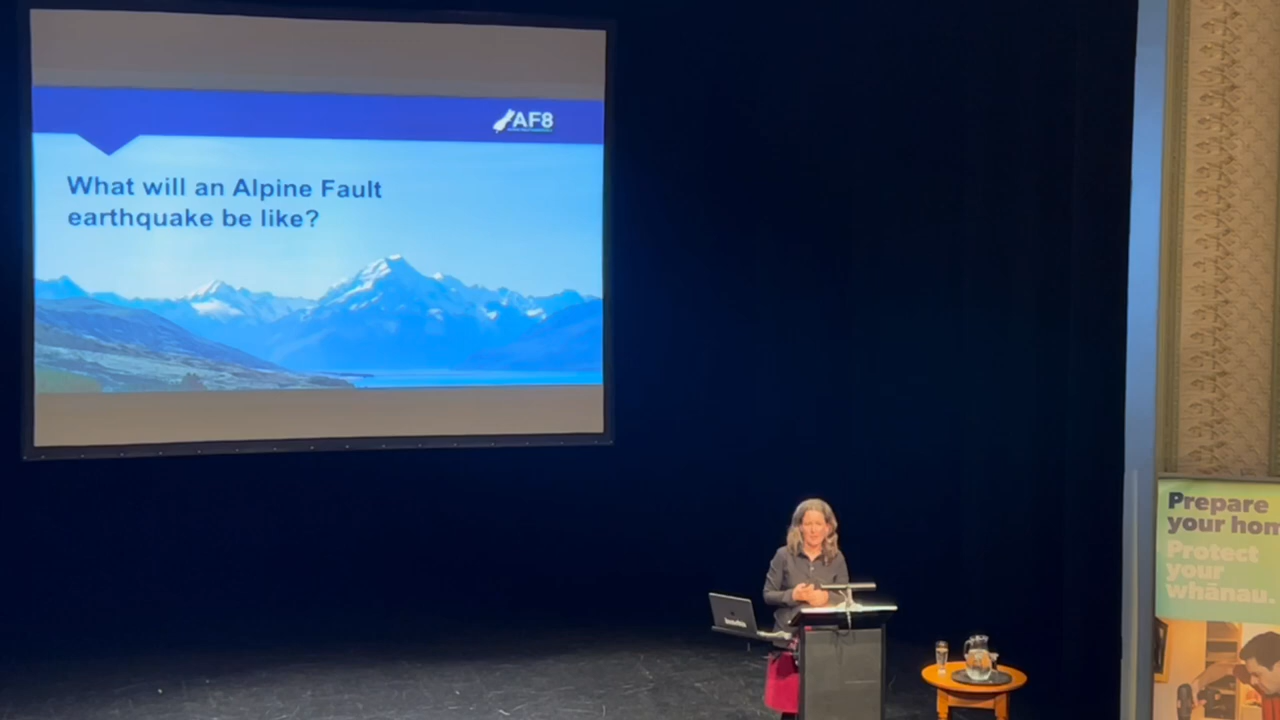 AF8
What will an Alpine Fault
earthquake be like?
Prepare
your hom
Protect
your
whānau.